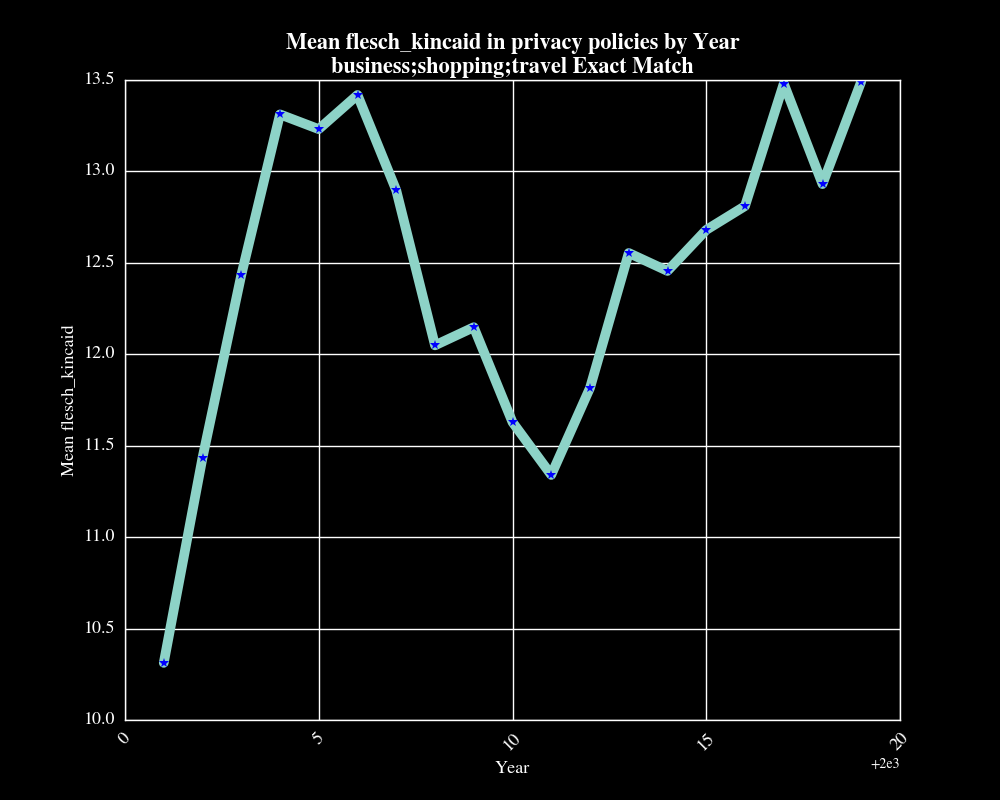 Mean flesch_kincaid in privacy policies by Year
business;shopping;travel Exact Match
13.5
13.0
12.5
12.0
11.5
11.0
10.5
10.0
Mean flesch_kincaid
0
5
10
15
20
Year
+2e3